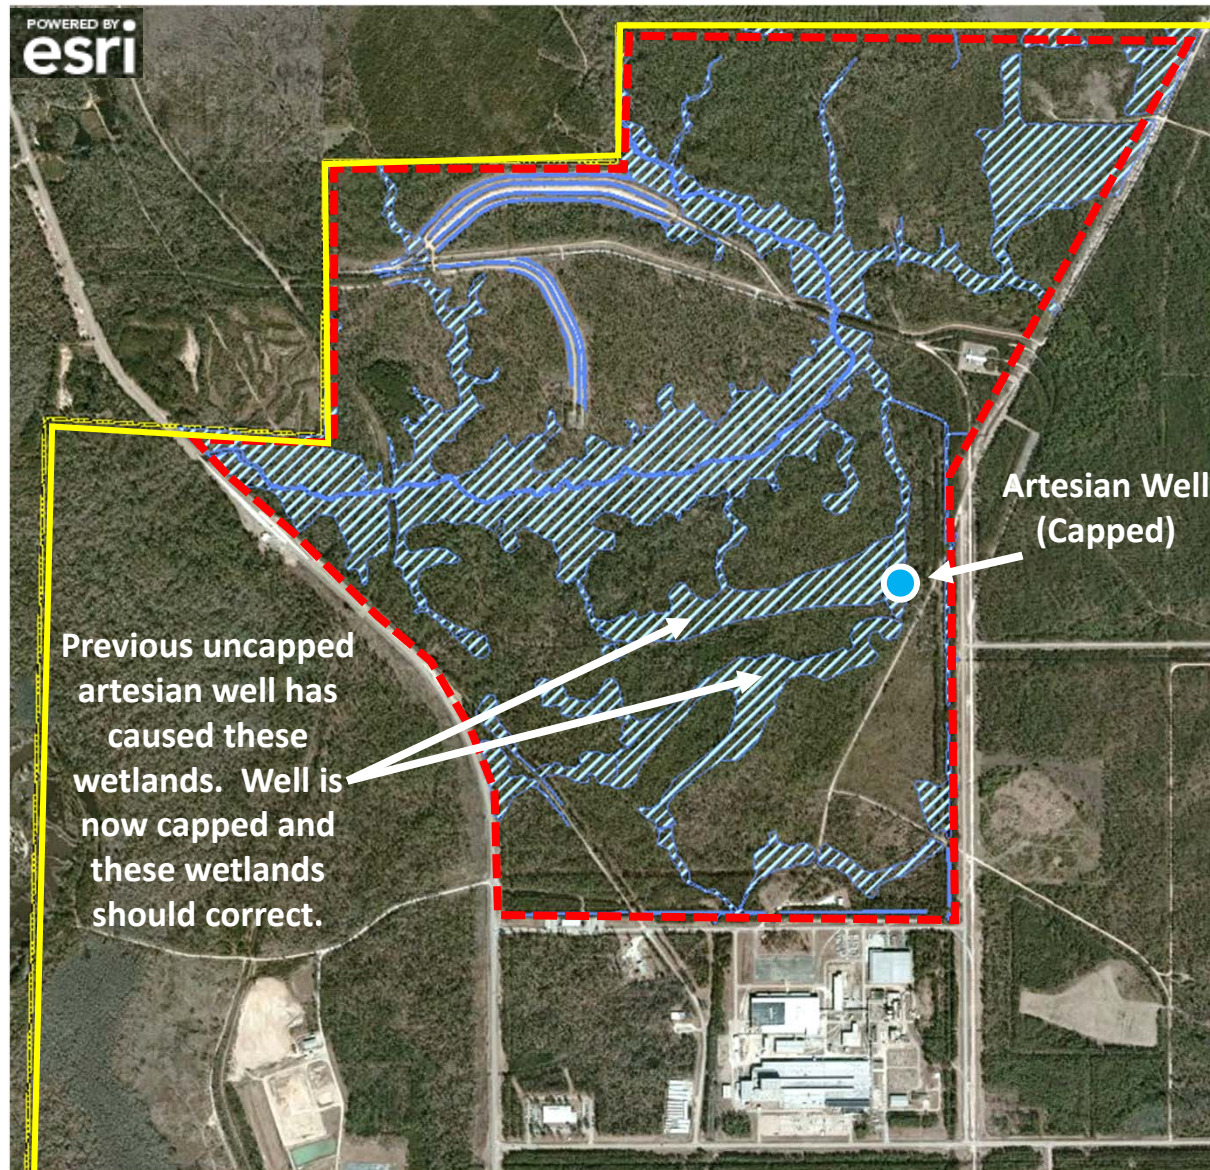 POWERED BY
esri
Artesian Well
(Capped)
Previous uncapped
artesian well has
caused these
wetlands.  Well is
now capped and
these wetlands
should correct.